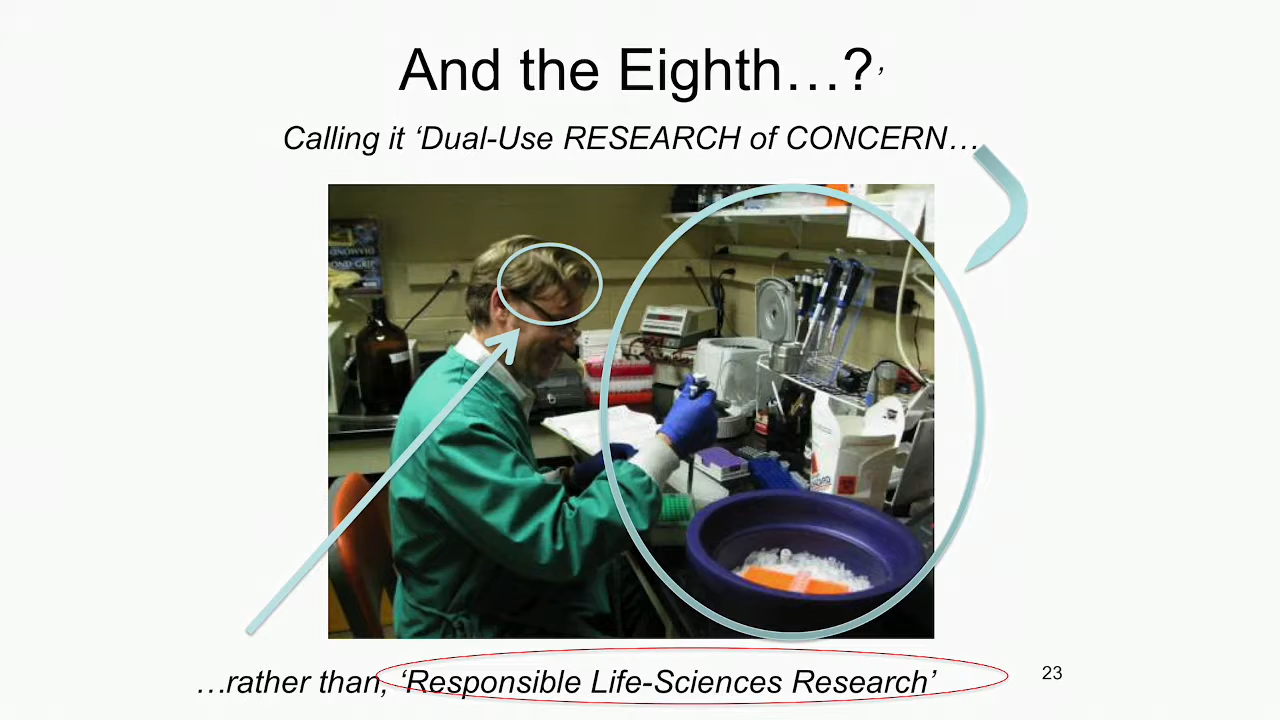 And the Eighth…?’
Calling it ‘Dual-Use RESEARCH of CONCERN…
…rather than, ‘Responsible Life-Sciences Research’
23